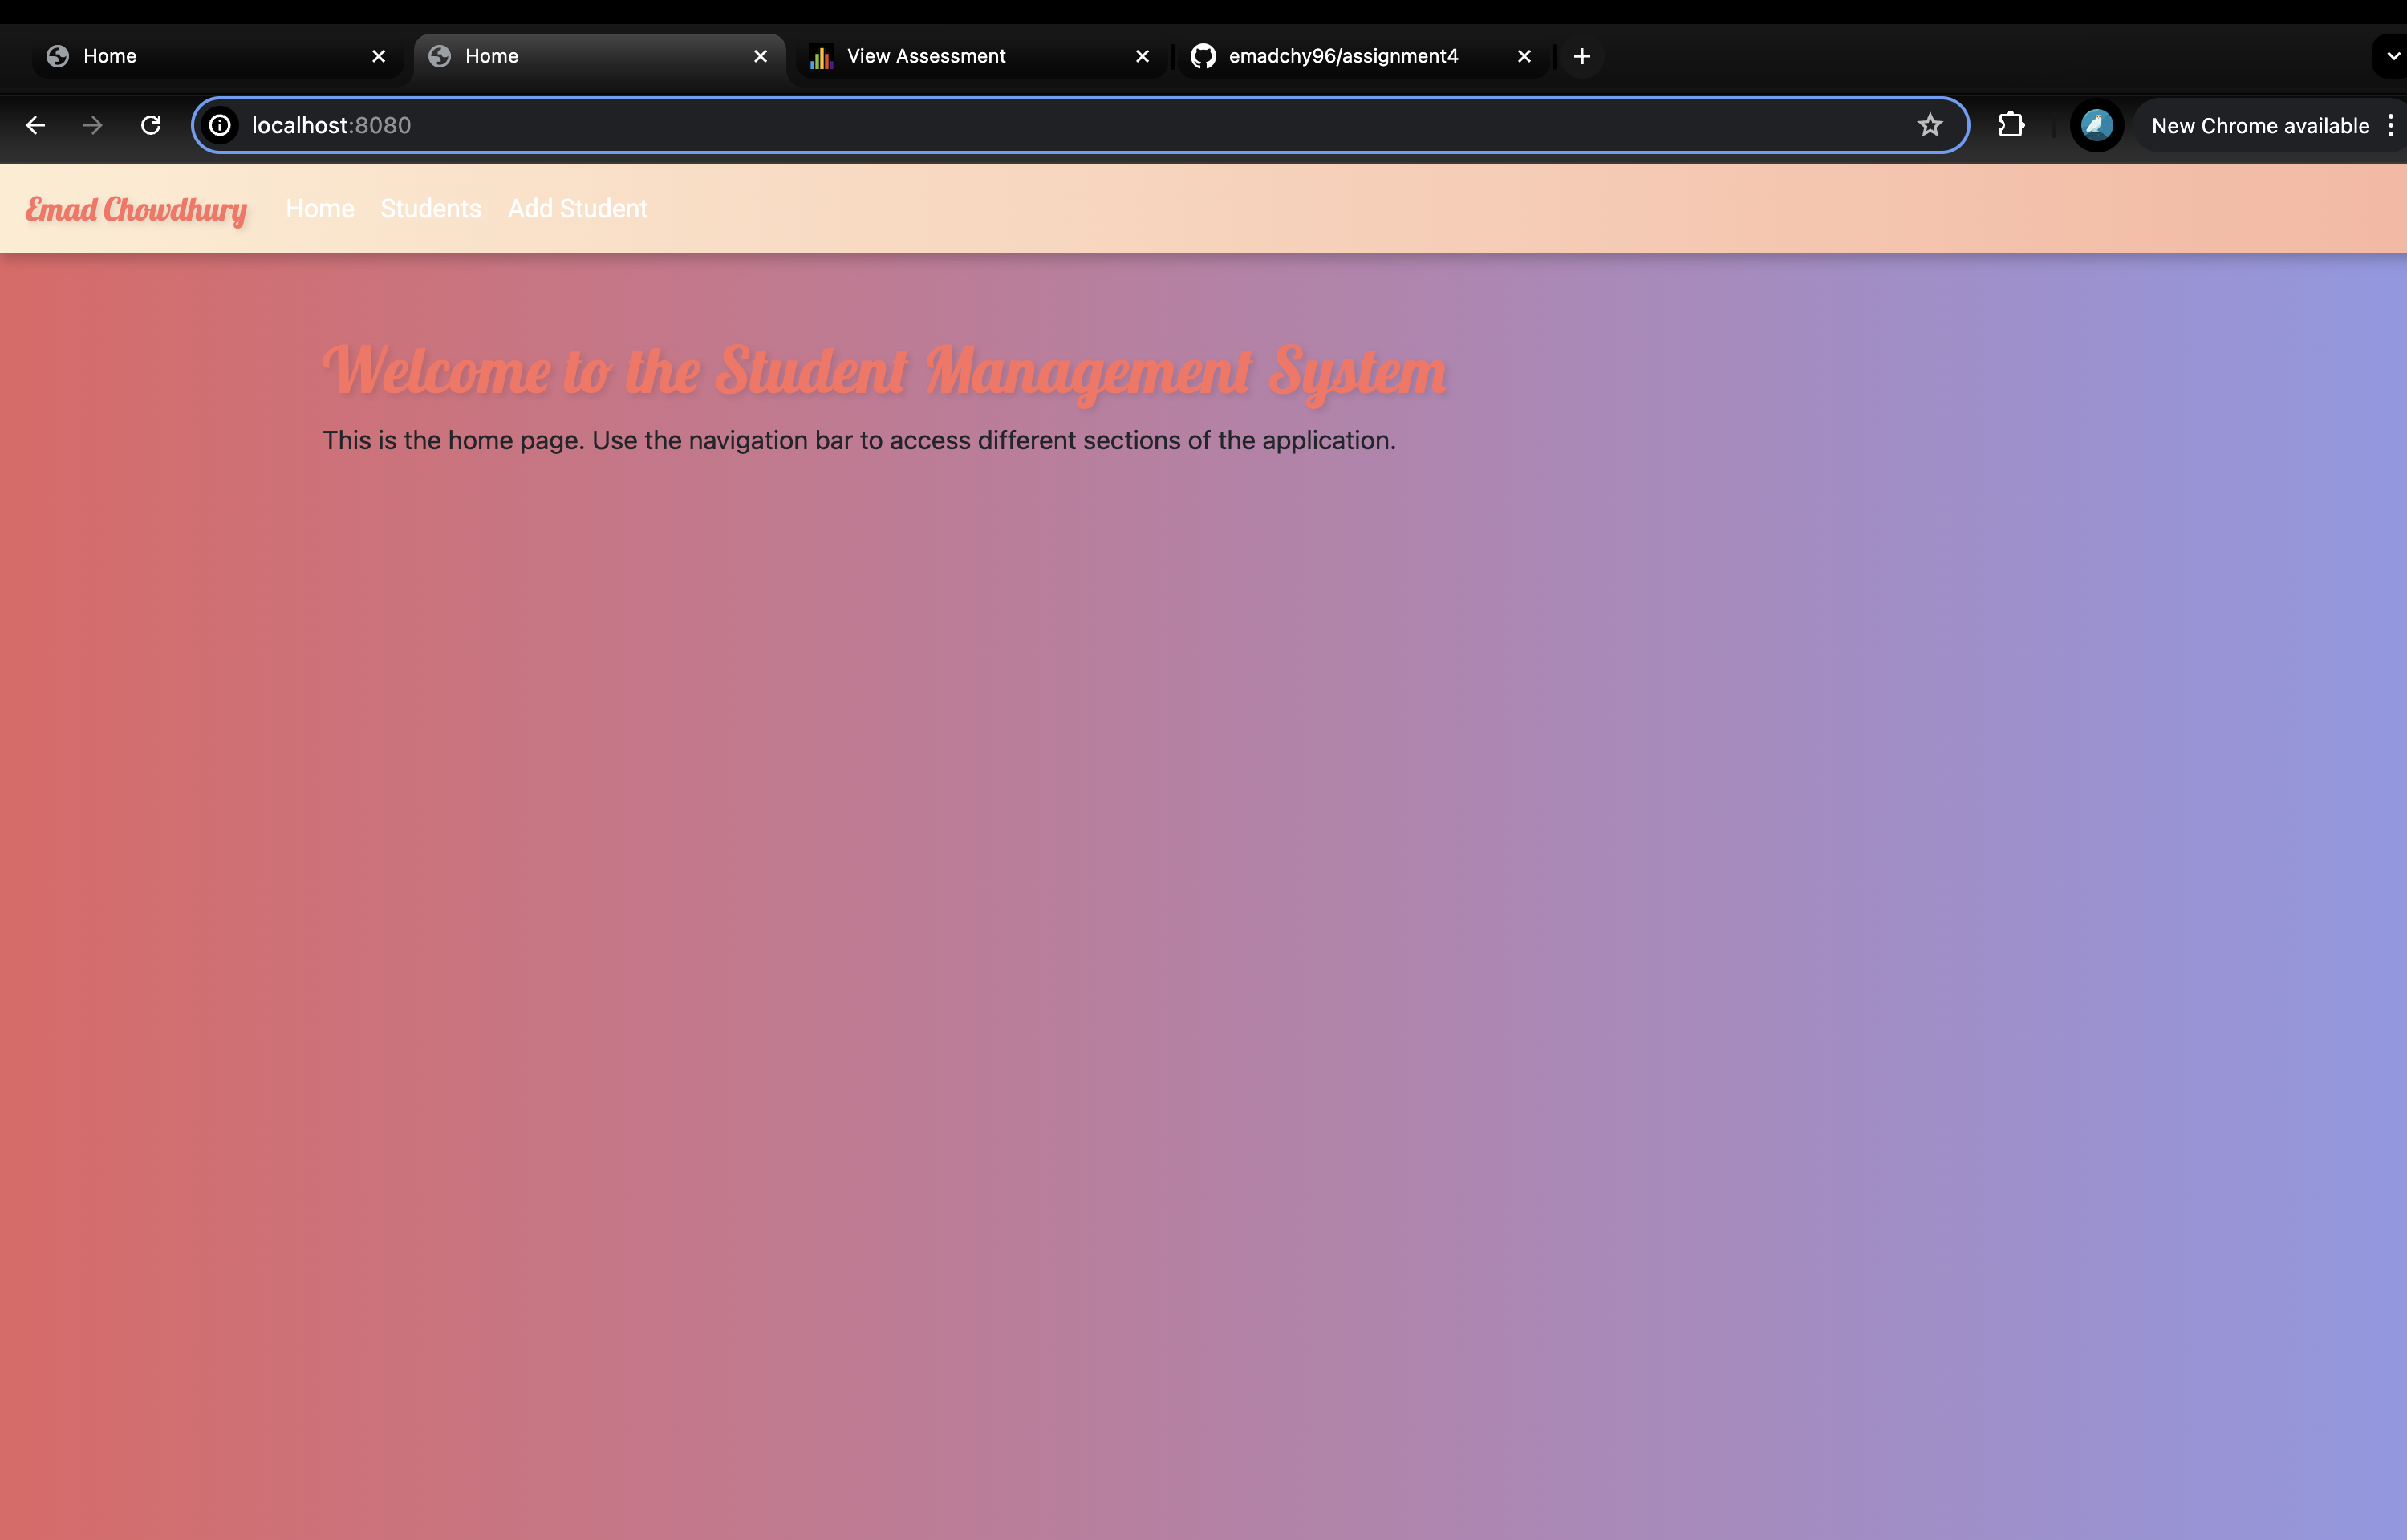 Home
Home
View Assessment
emadchy96/assignment4
localhost:8080
New Chrome available
Emad Chowdhury
Home
Students
Add Student
Welcome to the Student Management System
This is the home page. Use the navigation bar to access different sections of the application.